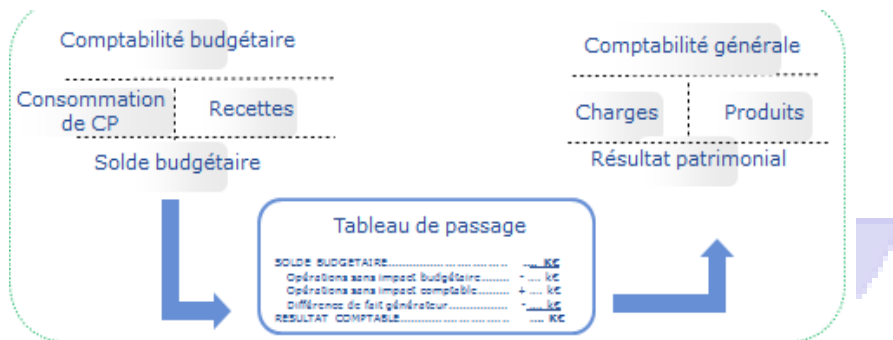 Comptabilité budgétaire
Consommation
de CP
Recettes
Solde budgétaire
Comptabilité générale
Charges
Produits
Résultat patrimonial
Tableau de passage
SOLDE BUDGETAIRE.................................... .... K€
Opérations sans impact budgétaire........ - .... k€
Opérations sans impact comptable........ + .... k€
Différence de fait générateur................. -.... k€
RESULTAT COMPTABLE................................. .... K€